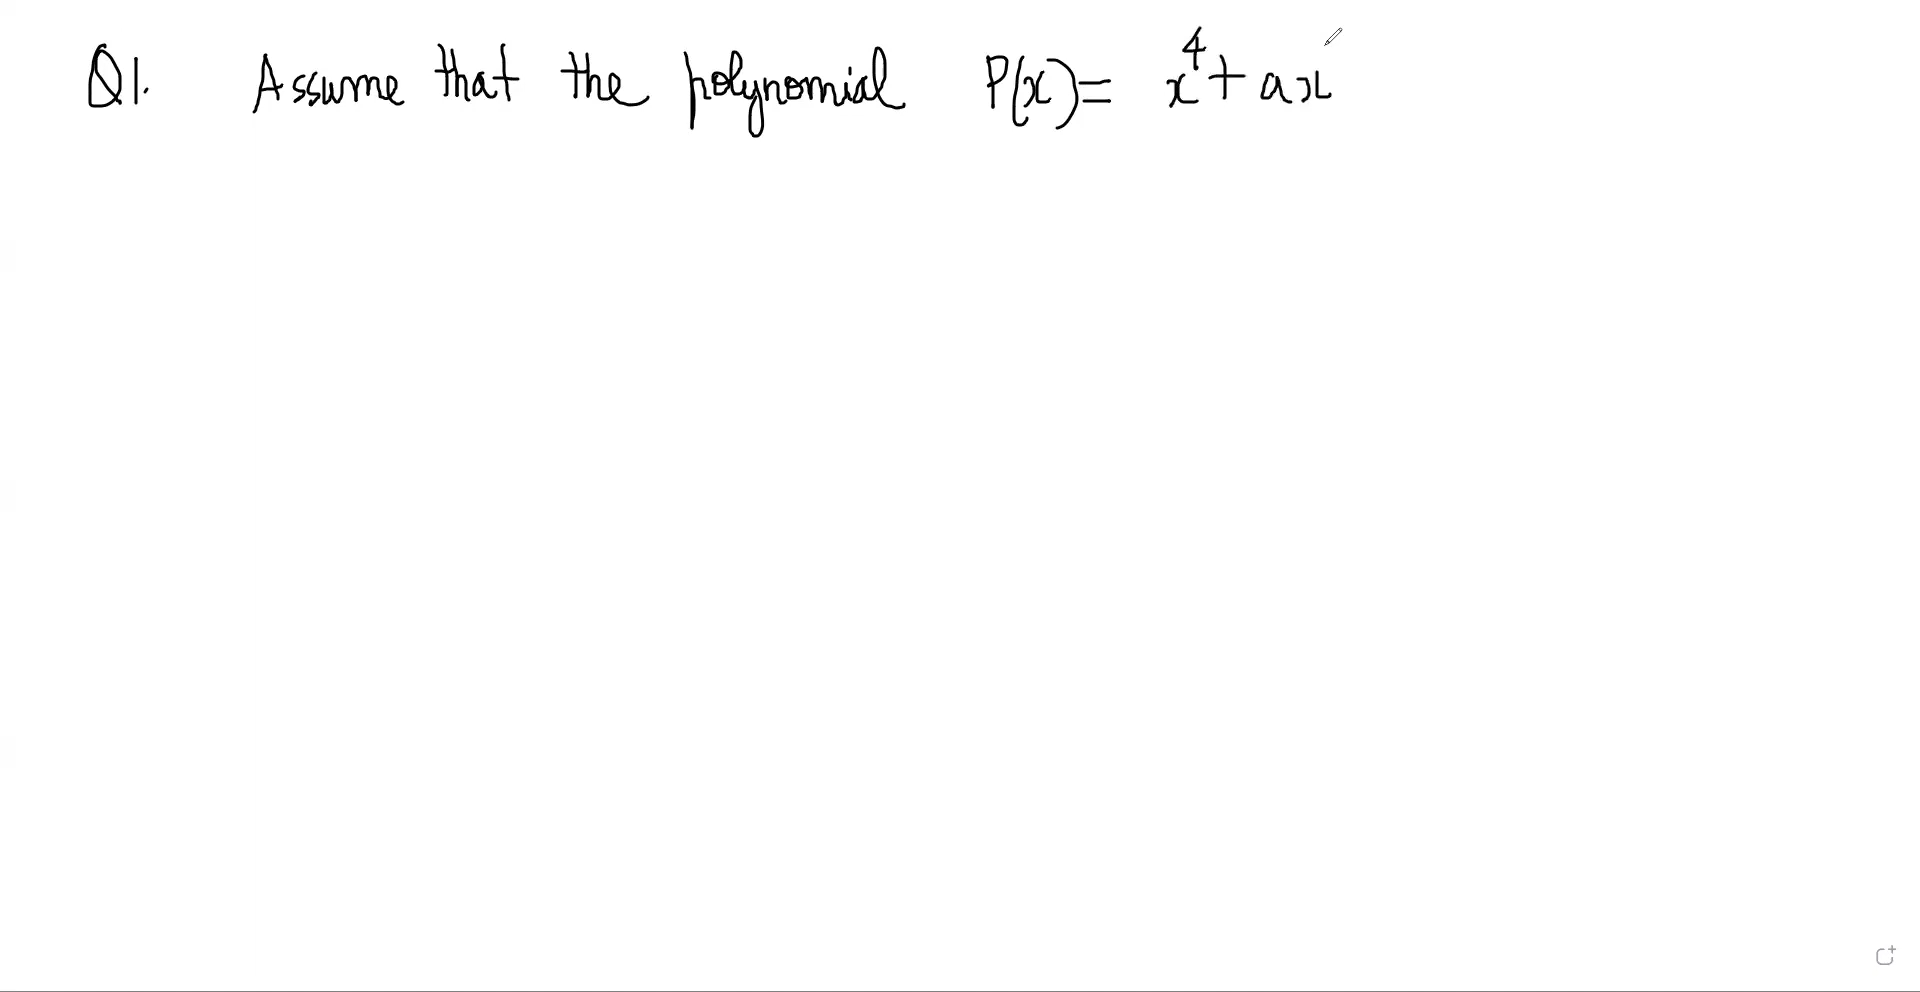 Q1. Assume that the polynomial P(x)= x⁴+ ax